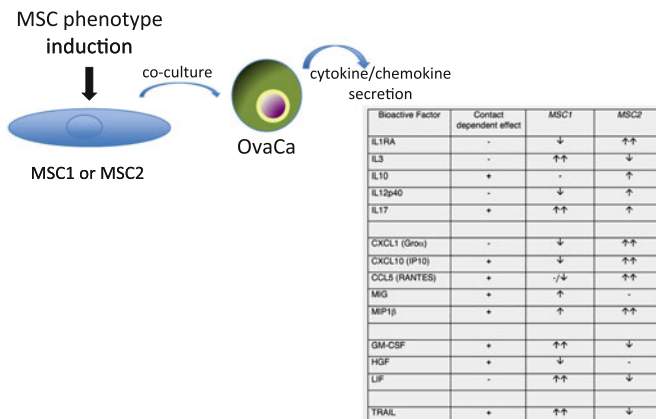 MSC phenotype
induction
co-culture
cytokine/chemokine
secretion
OvaCa
MSC1 or MSC2
Bioactive Factor Contact dependent effect MSC1 MSC2
IL1RA - ↓ ↑↑
IL3 - ↑↑ ↓
IL10 + - ↑
IL12p40 - ↓ ↑
IL17 + ↑↑ ↑
CXCL1 (Groα) - ↓ ↑↑
CXCL10 (IP10) + ↓ ↑↑
CCL5 (RANTES) + -/↓ ↑↑
MIG + ↑ -
MIP1β + ↑ ↑↑
GM-CSF + ↑↑ ↓
HGF + ↓ -
LIF - ↑↑ ↓
TRAIL + ↑↑ ↓